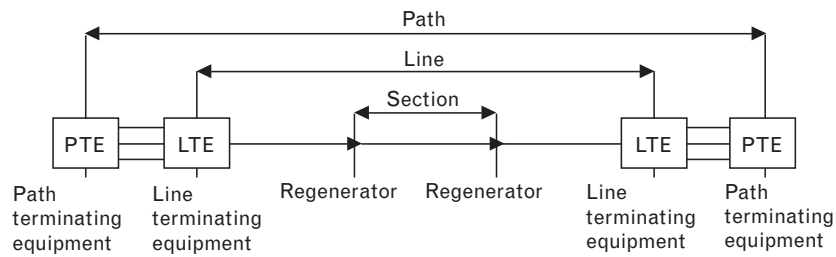 Path
Line
Section
PTE
LTE
LTE
PTE
Path
terminating
equipment
Line
terminating
equipment
Regenerator
Regenerator
Line
terminating
equipment
Path
terminating
equipment